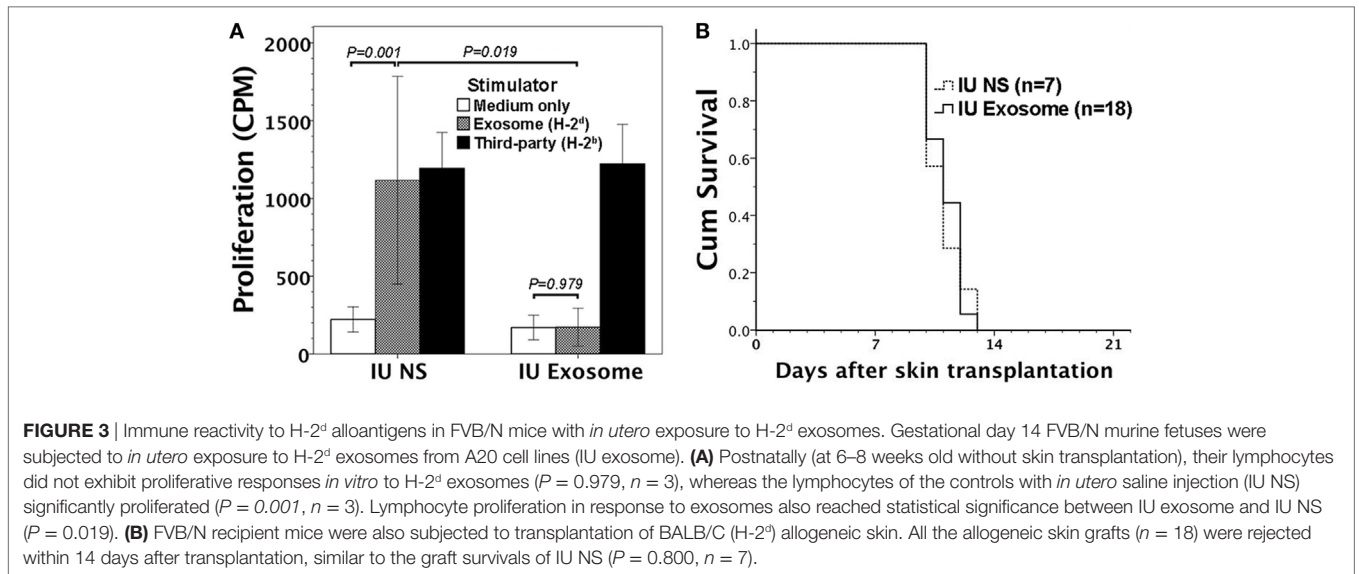 A
2000
1500
1000
500
0
Proliferation (CPM)
P=0.001
P=0.019
Stimulator
Medium only
Exosome (H-2ᵈ)
Third-party (H-2ᵇ)
P=0.979
IU NS
IU Exosome
B
1.0
0.8
0.6
0.4
0.2
0.0
Cum Survival
IU NS (n=7)
IU Exosome (n=18)
0
7
14
21
Days after skin transplantation
FIGURE 3 | Immune reactivity to H-2ᵈ alloantigens in FVB/N mice with in utero exposure to H-2ᵈ exosomes. Gestational day 14 FVB/N murine fetuses were
subjected to in utero exposure to H-2ᵈ exosomes from A20 cell lines (IU exosome). (A) Postnatally (at 6–8 weeks old without skin transplantation), their lymphocytes
did not exhibit proliferative responses in vitro to H-2ᵈ exosomes (P = 0.979, n = 3), whereas the lymphocytes of the controls with in utero saline injection (IU NS)
significantly proliferated (P = 0.001, n = 3). Lymphocyte proliferation in response to exosomes also reached statistical significance between IU exosome and IU NS
(P = 0.019). (B) FVB/N recipient mice were also subjected to transplantation of BALB/C (H-2ᵈ) allogeneic skin. All the allogeneic skin grafts (n = 18) were rejected
within 14 days after transplantation, similar to the graft survivals of IU NS (P = 0.800, n = 7).